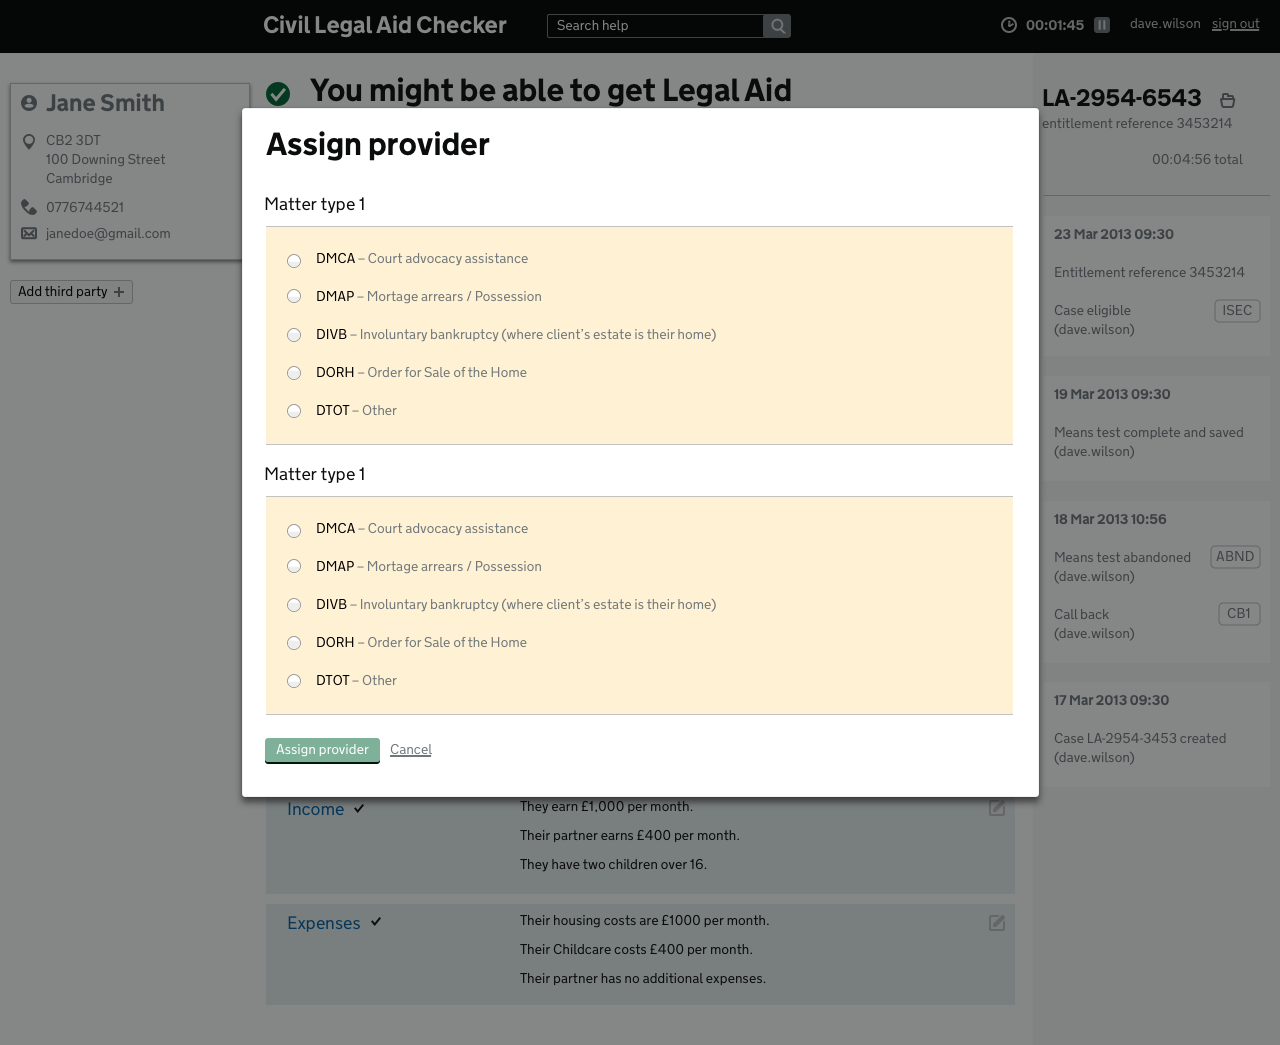 Civil Legal Aid Checker
Search help
00:01:45
dave.wilson
sign out
Jane Smith
CB2 3DT
100 Downing Street
Cambridge
0776744521
janedoe@gmail.com
Add third party
You might be able to get Legal Aid
Assign provider
Matter type 1
DMCA – Court advocacy assistance
DMAP – Mortage arrears / Possession
DIVB – Involuntary bankruptcy (where client's estate is their home)
DORH – Order for Sale of the Home
DTOT – Other
Matter type 1
DMCA – Court advocacy assistance
DMAP – Mortage arrears / Possession
DIVB – Involuntary bankruptcy (where client's estate is their home)
DORH – Order for Sale of the Home
DTOT – Other
Assign provider
Cancel
Income
They earn £1,000 per month.
Their partner earns £400 per month.
They have two children over 16.
Expenses
Their housing costs are £1000 per month.
Their Childcare costs £400 per month.
Their partner has no additional expenses.
LA-2954-6543
entitlement reference 3453214
00:04:56 total
23 Mar 2013 09:30
Entitlement reference 3453214
Case eligible
ISEC
(dave.wilson)
19 Mar 2013 09:30
Means test complete and saved
(dave.wilson)
18 Mar 2013 10:56
Means test abandoned
ABND
(dave.wilson)
Call back
CB1
(dave.wilson)
17 Mar 2013 09:30
Case LA-2954-3453 created
(dave.wilson)